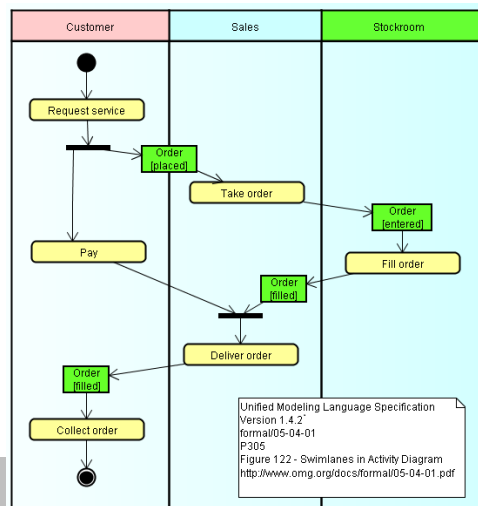 Customer
Sales
Stockroom
Request service
Order
[placed]
Take order
Order
[entered]
Pay
Fill order
Order
[filled]
Deliver order
Order
[filled]
Collect order
Unified Modeling Language Specification
Version 1.4.2
formal/05-04-01
P305
Figure 122 - Swimlanes in Activity Diagram
http://www.omg.org/docs/formal/05-04-01.pdf